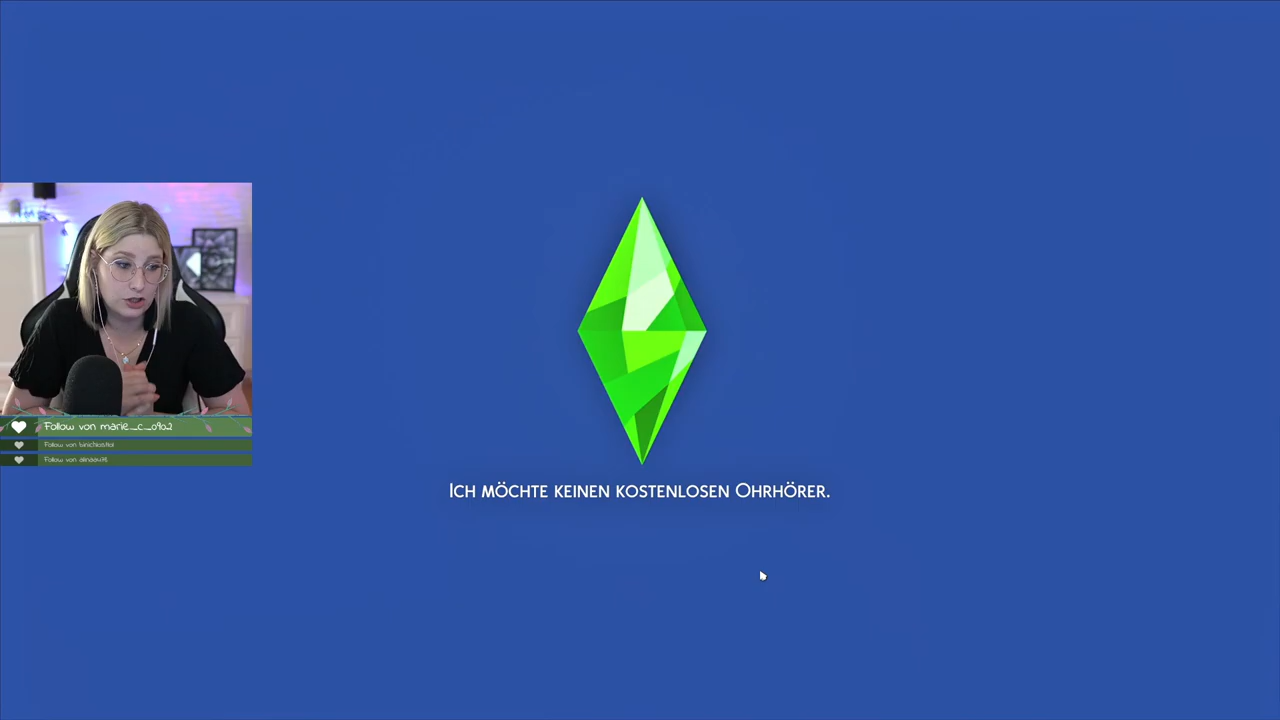 Follow von marie_c_0902
Ich möchte keinen kostenlosen Ohrhörer.